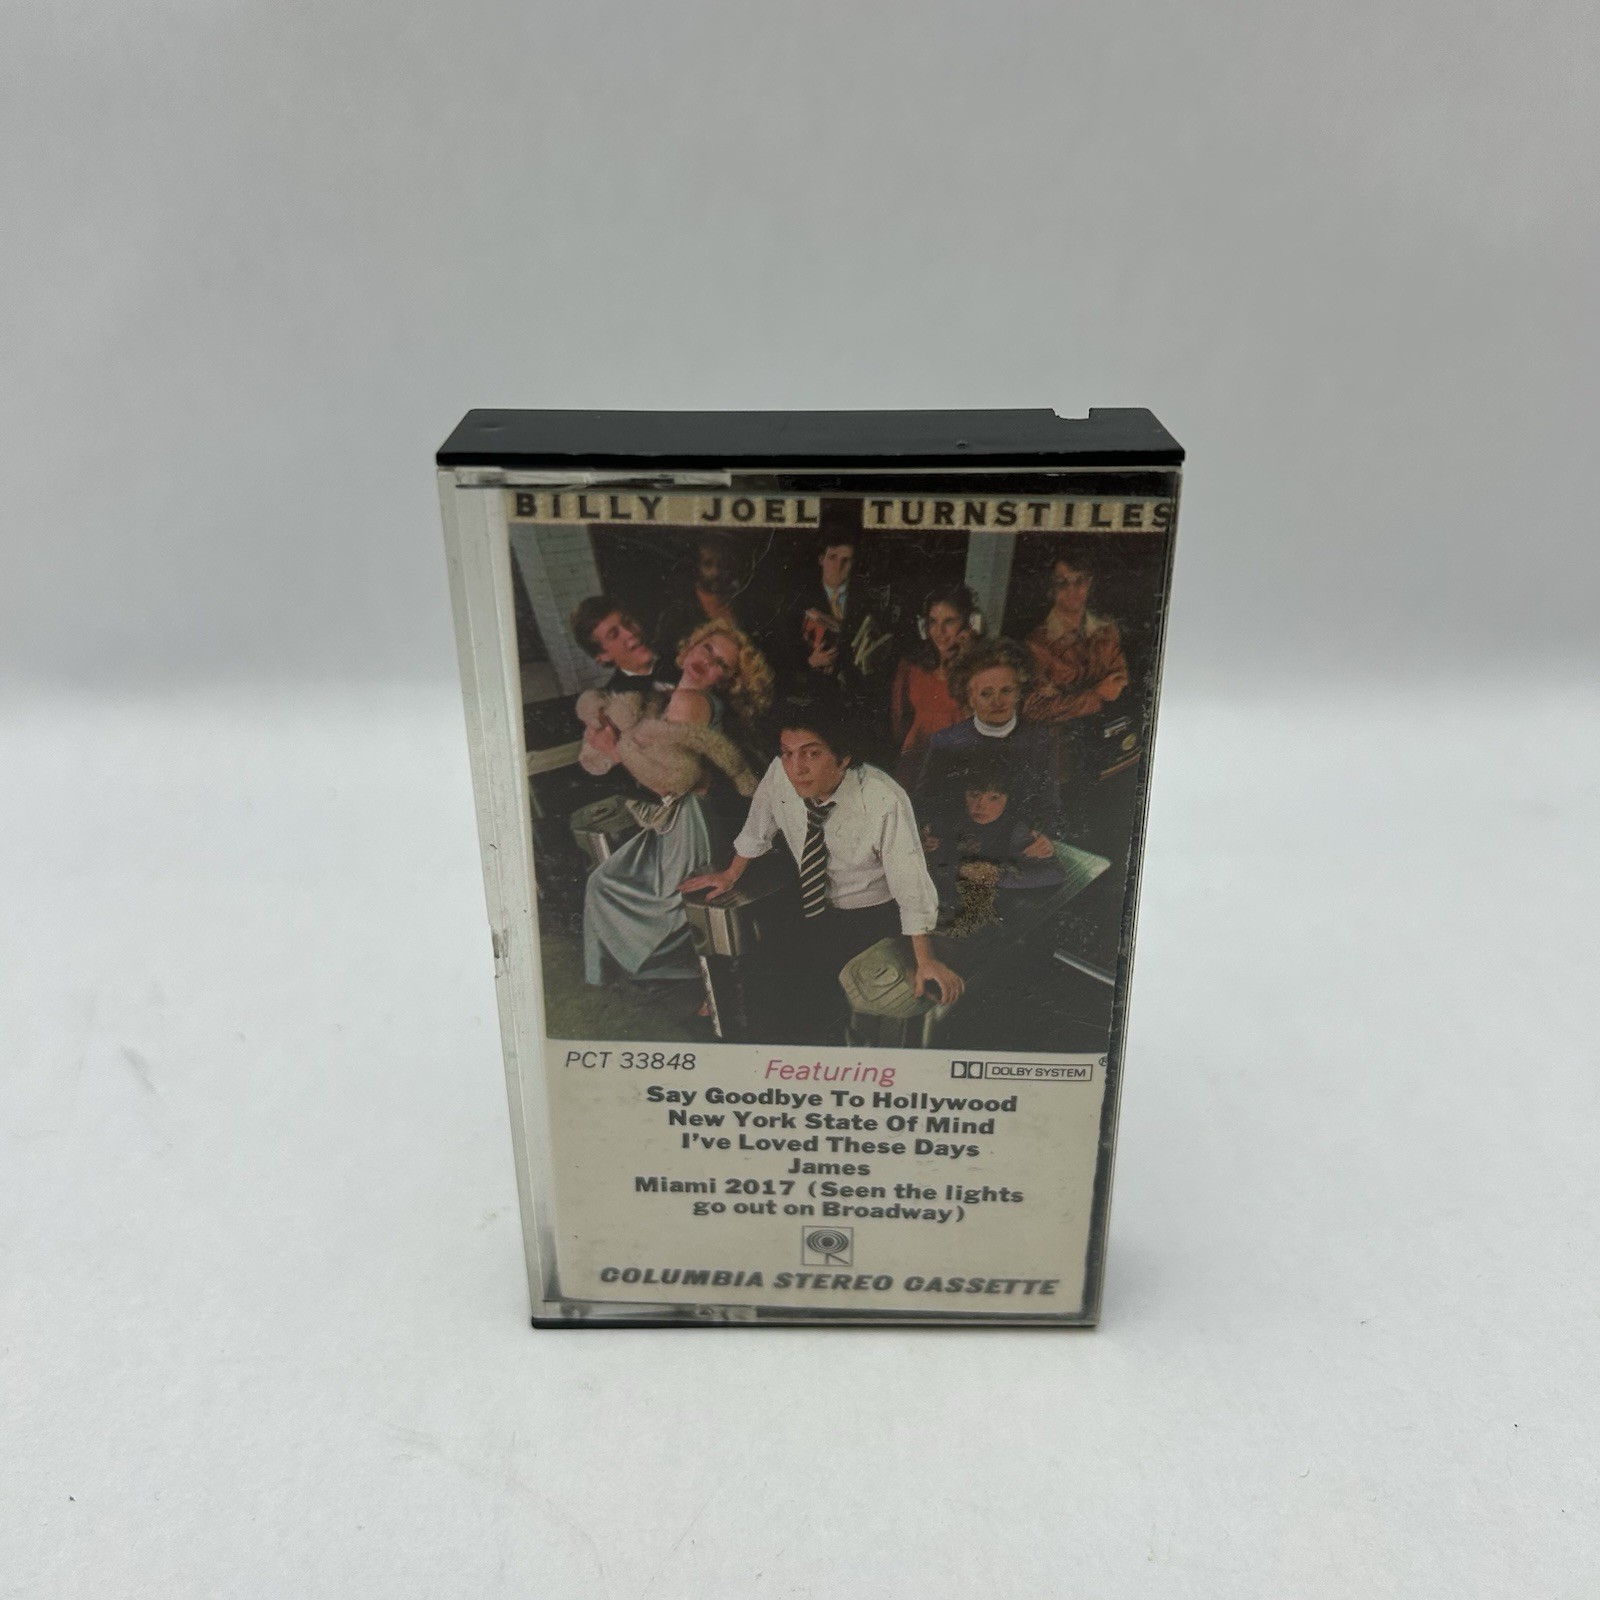 BILLY JOEL TURNSTILES
PCT 33848
Featuring
DOLBY SYSTEM ®
Say Goodbye To Hollywood
New York State Of Mind
I've Loved These Days
James
Miami 2017 (Seen the lights
go out on Broadway)
COLUMBIA STEREO CASSETTE